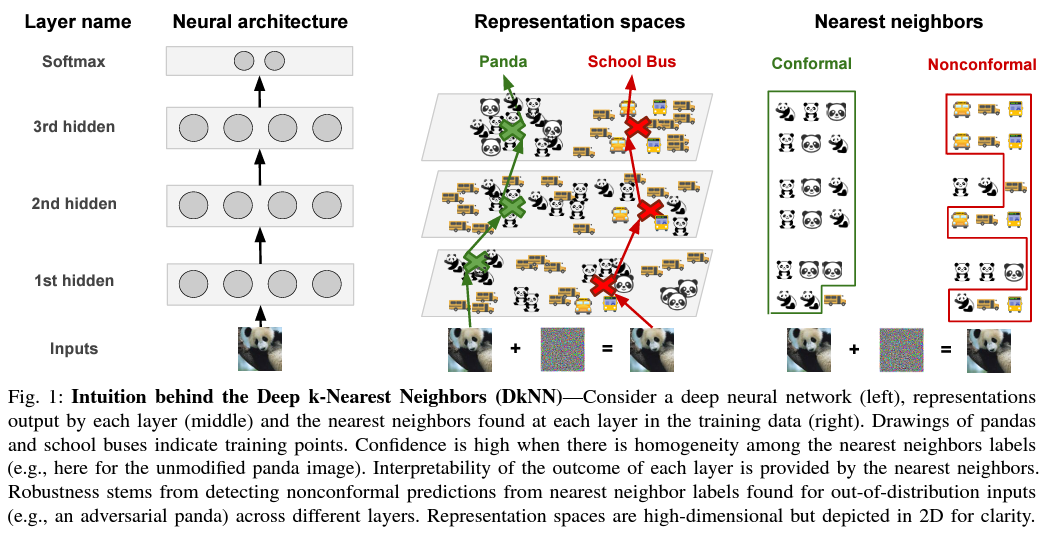 Layer name Neural architecture Representation spaces Nearest neighbors
Softmax Panda School Bus Conformal Nonconformal
3rd hidden
2nd hidden
1st hidden
Inputs + = + =
Fig. 1: Intuition behind the Deep k-Nearest Neighbors (DkNN)—Consider a deep neural network (left), representations
output by each layer (middle) and the nearest neighbors found at each layer in the training data (right). Drawings of pandas
and school buses indicate training points. Confidence is high when there is homogeneity among the nearest neighbors labels
(e.g., here for the unmodified panda image). Interpretability of the outcome of each layer is provided by the nearest neighbors.
Robustness stems from detecting nonconformal predictions from nearest neighbor labels found for out-of-distribution inputs
(e.g., an adversarial panda) across different layers. Representation spaces are high-dimensional but depicted in 2D for clarity.